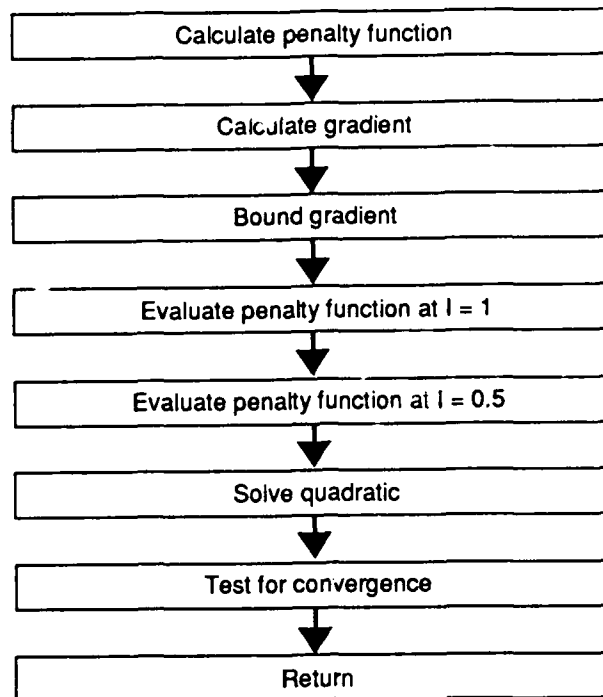 Calculate penalty function
Calculate gradient
Bound gradient
Evaluate penalty function at l = 1
Evaluate penalty function at l = 0.5
Solve quadratic
Test for convergence
Return